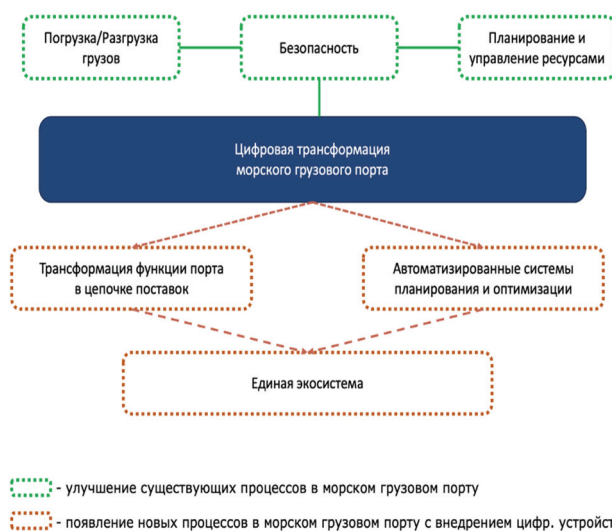 Погрузка/Разгрузка
грузов
Безопасность
Планирование и
управление ресурсами
Цифровая трансформация
морского грузового порта
Трансформация функции порта
в цепочке поставок
Автоматизированные системы
планирования и оптимизации
Единая экосистема
- улучшение существующих процессов в морском грузовом порту
- появление новых процессов в морском грузовом порту с внедрением цифр. устройст